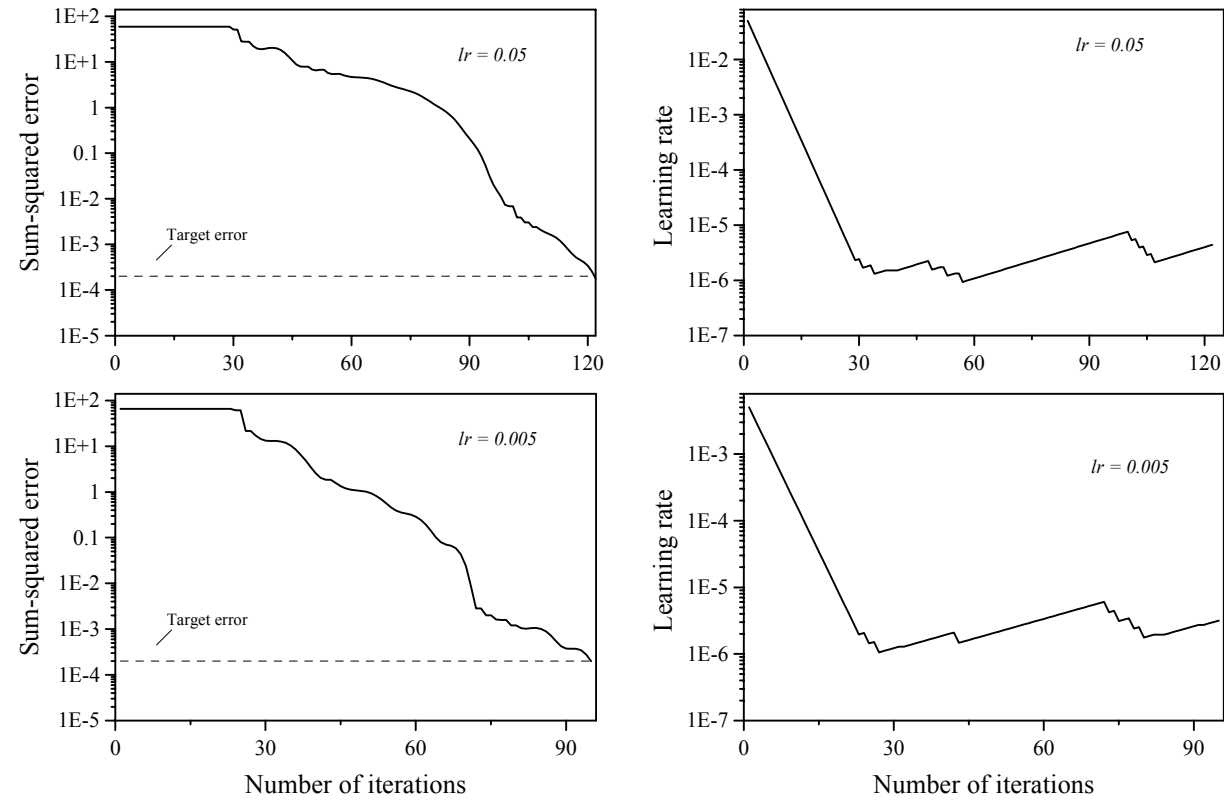 Sum-squared error
1E+2
1E+1
1
0.1
1E-2
1E-3
1E-4
1E-5
lr = 0.05
Target error
0 30 60 90 120
Learning rate
1E-2
1E-3
1E-4
1E-5
1E-6
1E-7
lr = 0.05
0 30 60 90 120
Sum-squared error
1E+2
1E+1
1
0.1
1E-2
1E-3
1E-4
1E-5
lr = 0.005
Target error
0 30 60 90
Number of iterations
Learning rate
1E-3
1E-4
1E-5
1E-6
1E-7
lr = 0.005
0 30 60 90
Number of iterations